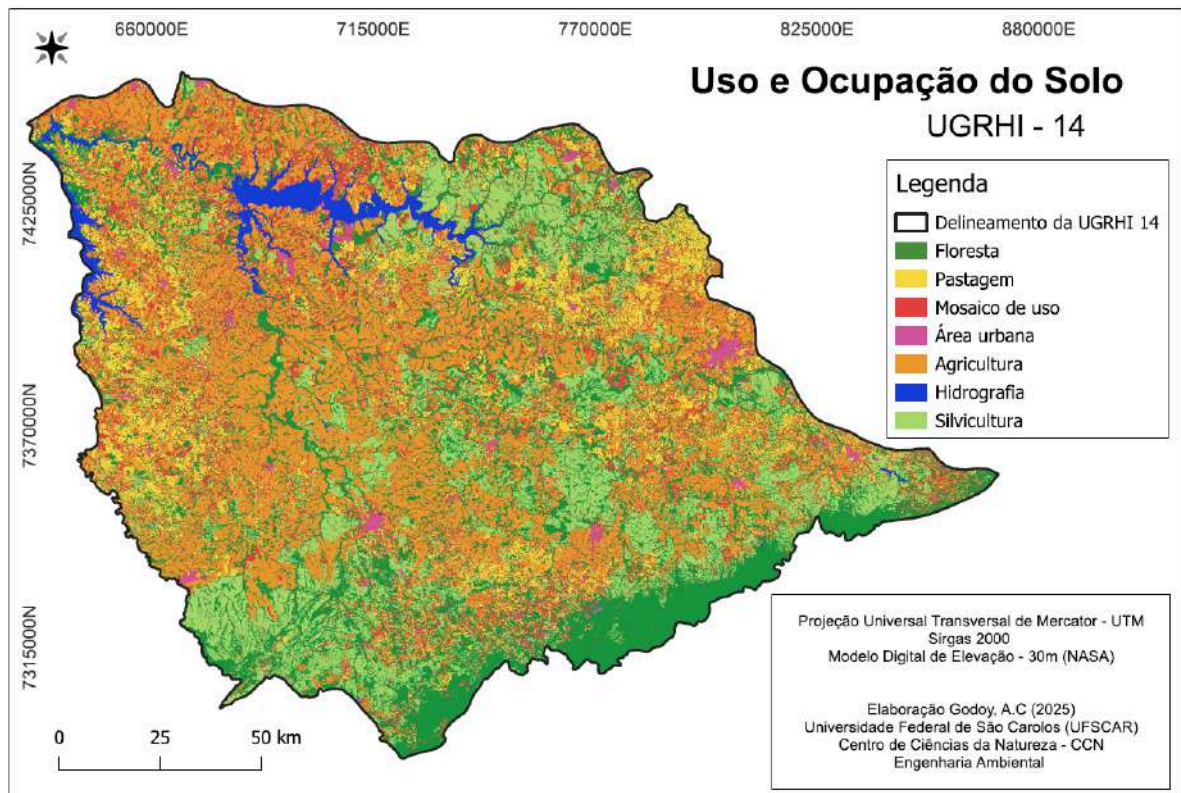 660000E
715000E
770000E
825000E
880000E
Uso e Ocupação do Solo
UGRHI - 14
7425000N
7370000N
7315000N
Legenda
Delineamento da UGRHI 14
Floresta
Pastagem
Mosaico de uso
Área urbana
Agricultura
Hidrografia
Silvicultura
Projeção Universal Transversal de Mercator - UTM
Sirgas 2000
Modelo Digital de Elevação - 30m (NASA)
Elaboração Godoy, A.C (2025)
Universidade Federal de São Carolos (UFSCAR)
Centro de Ciências da Natureza - CCN
Engenharia Ambiental
0 25 50 km